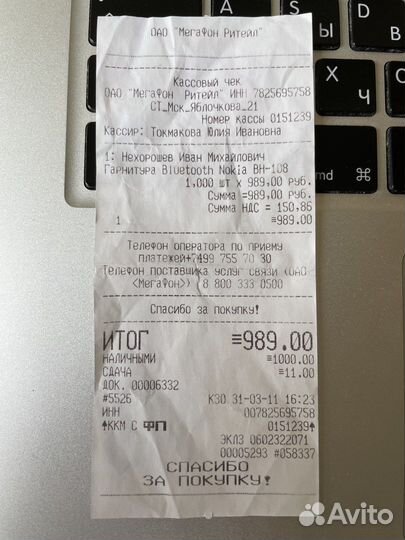 ОАО "МегаФон Ритейл"
Кассовый чек
ОАО "МегаФон Ритейл" ИНН 7825695758
СТ_Мск_Яблочкова_21
Номер кассы 0151239
Кассир: Токмакова Юлия Ивановна
1: Нехорошев Иван Михайлович
Гарнитура Bluetooth Nokia BH-108
1,000 шт x 989,00 руб.
Сумма =989,00 руб.
Сумма НДС = 150,86
1 ≡989.00
Телефон оператора по приему
платежей+7499 755 70 30
Телефон поставщика услуг связи (ОАО
<МегаФон>) 8 800 333 0500
Спасибо за покупку!
ИТОГ ≡989.00
НАЛИЧНЫМИ ≡1000.00
СДАЧА ≡11.00
ДОК. 00006332
#5526 К30 31-03-11 16:23
ИНН 007825695758
↑ККМ С ФП 0151239↑
ЭКЛЗ 0602322071
00005293 #058337
СПАСИБО
ЗА ПОКУПКУ!
Ы
Ч
cmd ⌘
Avito